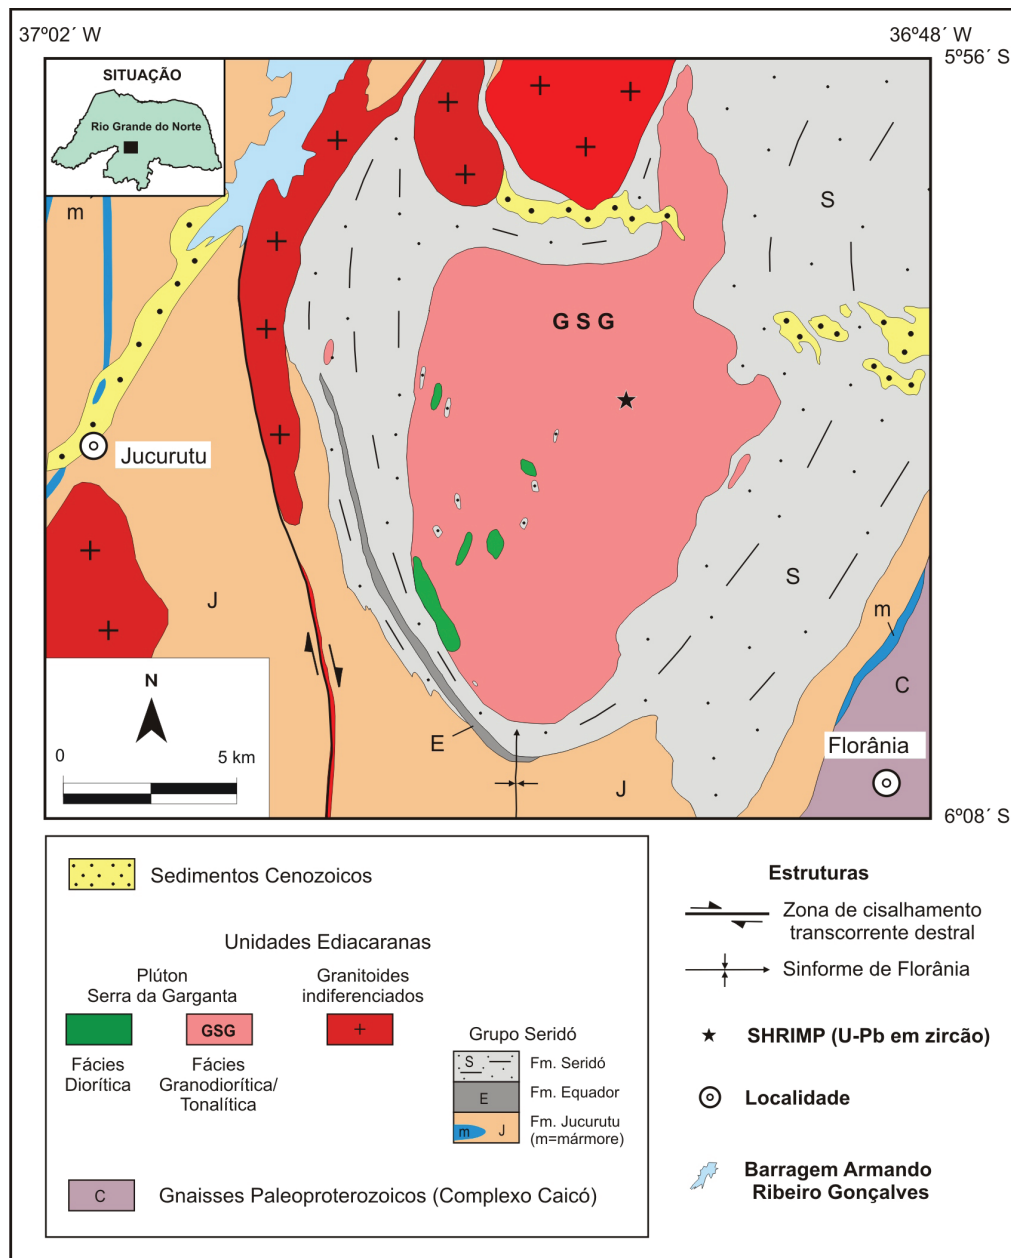 37º02´ W
36º48´ W
5º56´ S
SITUAÇÃO
Rio Grande do Norte
m
S
G S G
Jucurutu
J
S
m
C
N
0
5 km
E
Florânia
J
6º08´ S
Sedimentos Cenozoicos
Unidades Ediacaranas
Plúton
Serra da Garganta
Granitoides
indiferenciados
GSG
Fácies
Diorítica
Fácies
Granodiorítica/
Tonalítica
Grupo Seridó
S
Fm. Seridó
E
Fm. Equador
m
J
Fm. Jucurutu
(m=mármore)
C
Gnaisses Paleoproterozoicos (Complexo Caicó)
Estruturas
Zona de cisalhamento
transcorrente destral
Sinforme de Florânia
SHRIMP (U-Pb em zircão)
Localidade
Barragem Armando
Ribeiro Gonçalves